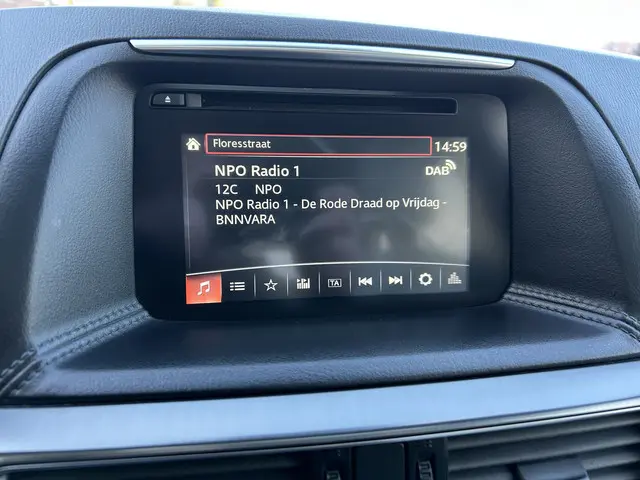 Floresstraat
14:59
NPO Radio 1
DAB
12C NPO
NPO Radio 1 - De Rode Draad op Vrijdag -
BNNVARA
TA